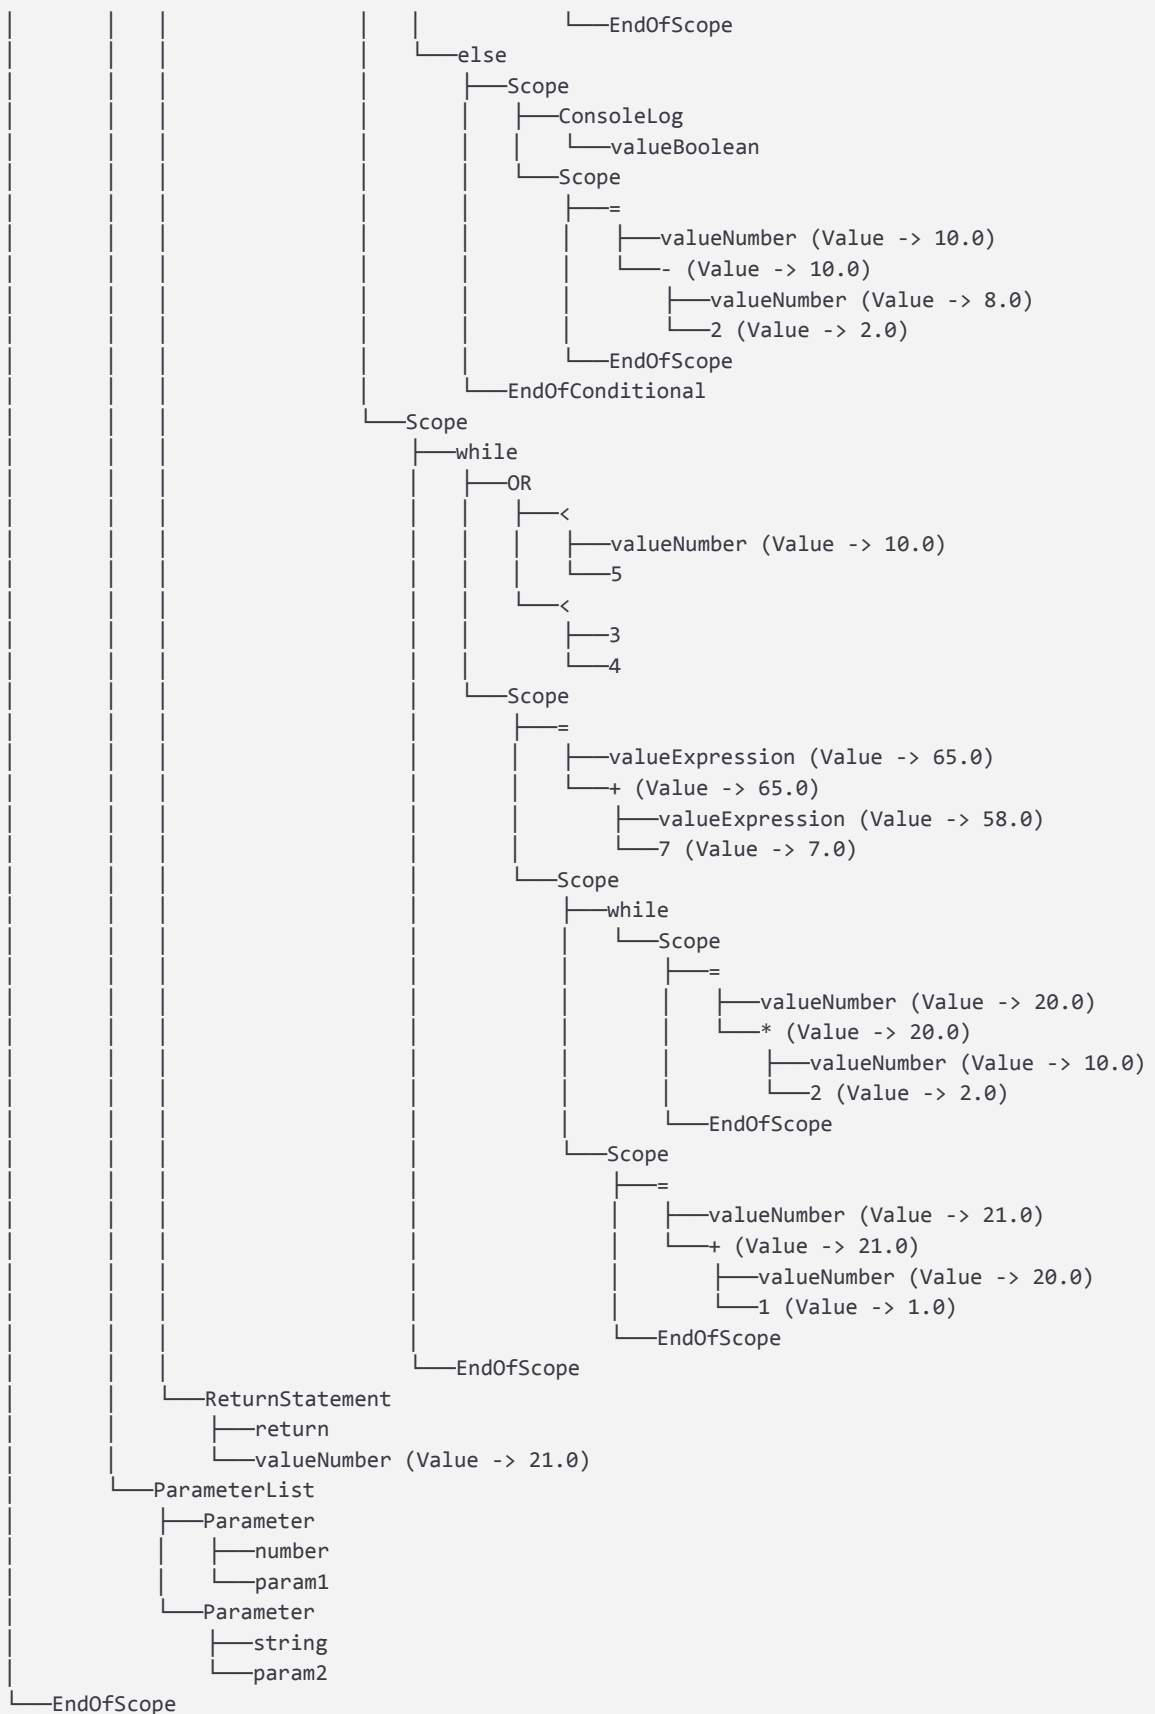 EndOfScope
else
Scope
ConsoleLog
valueBoolean
Scope
=
valueNumber (Value -> 10.0)
- (Value -> 10.0)
valueNumber (Value -> 8.0)
2 (Value -> 2.0)
EndOfScope
EndOfConditional
Scope
while
OR
<
valueNumber (Value -> 10.0)
5
<
3
4
Scope
=
valueExpression (Value -> 65.0)
+ (Value -> 65.0)
valueExpression (Value -> 58.0)
7 (Value -> 7.0)
Scope
while
Scope
=
valueNumber (Value -> 20.0)
* (Value -> 20.0)
valueNumber (Value -> 10.0)
2 (Value -> 2.0)
EndOfScope
Scope
=
valueNumber (Value -> 21.0)
+ (Value -> 21.0)
valueNumber (Value -> 20.0)
1 (Value -> 1.0)
EndOfScope
EndOfScope
ReturnStatement
return
valueNumber (Value -> 21.0)
ParameterList
Parameter
number
param1
Parameter
string
param2
EndOfScope